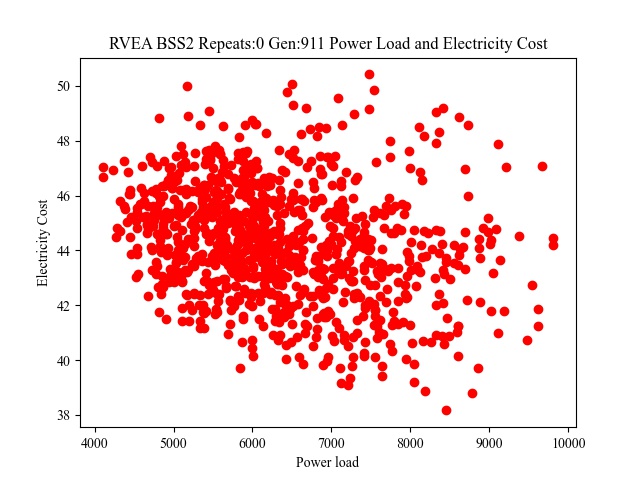 RVEA BSS2 Repeats:0 Gen:911 Power Load and Electricity Cost
50
48
46
44
42
40
38
Electricity Cost
4000 5000 6000 7000 8000 9000 10000
Power load